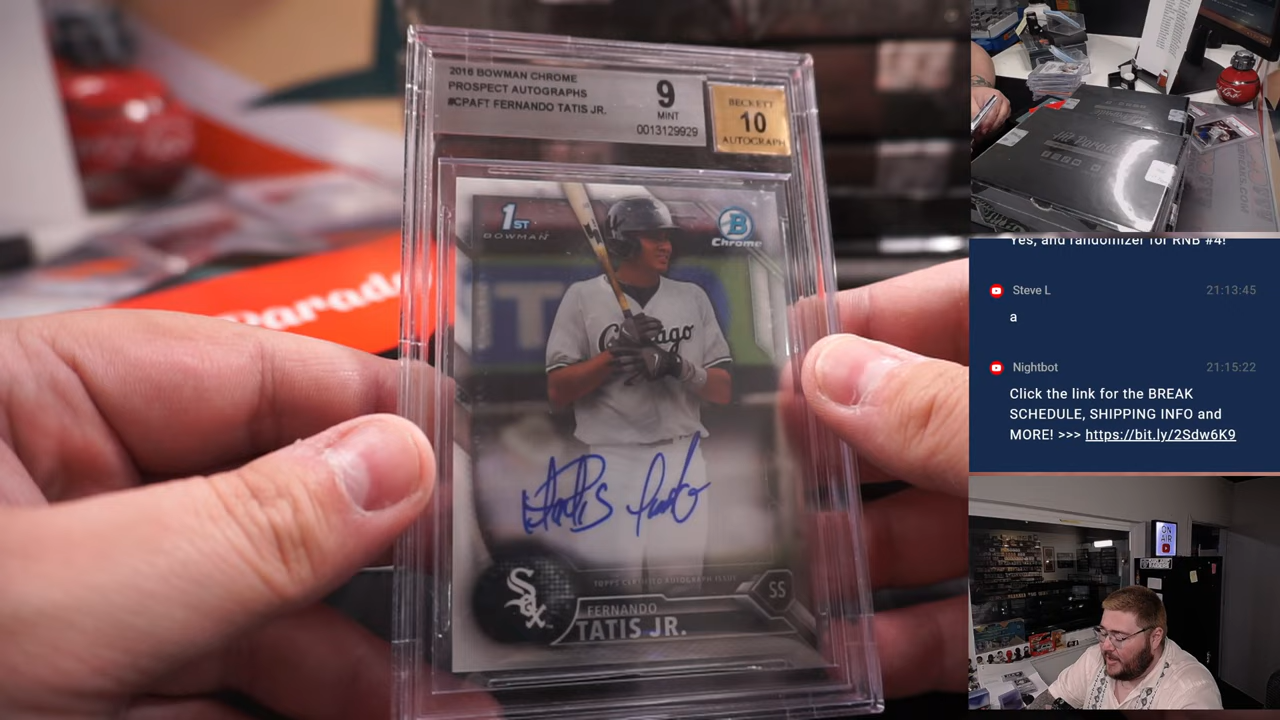 2016 BOWMAN CHROME
PROSPECT AUTOGRAPHS
#CPAFT FERNANDO TATIS JR.
9
MINT
0013129929
BECKETT
10
AUTOGRAPH
1ST
BOWMAN
B
Chrome
Chicago
TOPPS CERTIFIED AUTOGRAPH ISSUE
SS
Sox
FERNANDO
TATIS JR.
Parade
Hit Parade
Yes, and randomizer for RNB #4!
Steve L 21:13:45
a
Nightbot 21:15:22
Click the link for the BREAK
SCHEDULE, SHIPPING INFO and
MORE! >>> https://bit.ly/2Sdw6K9
ON
AIR